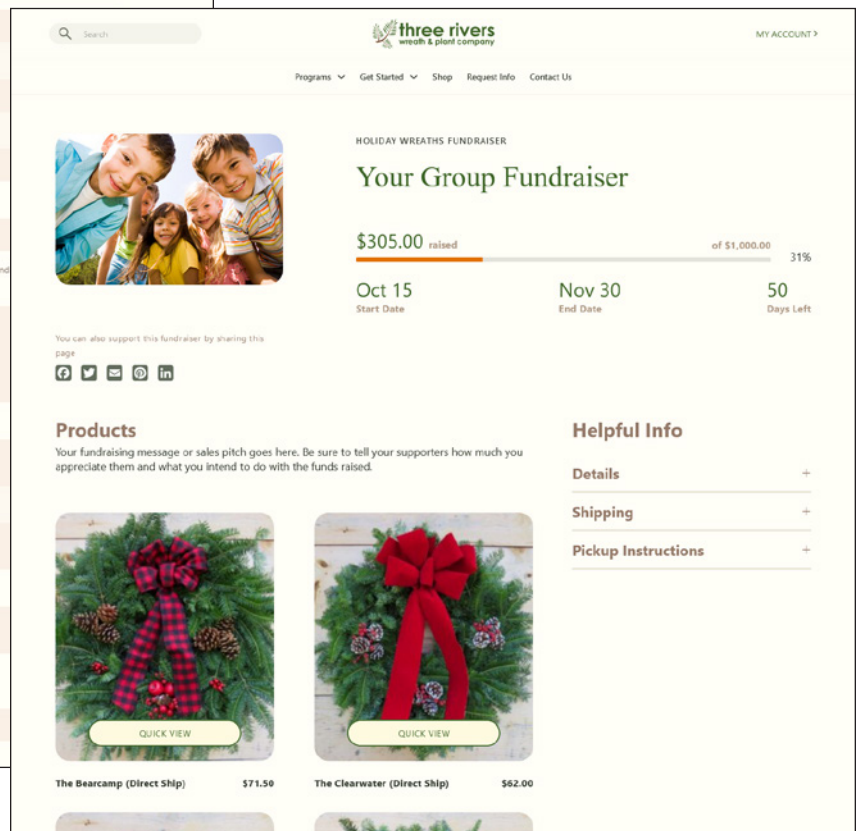 Search
three rivers
wreath & plant company
MY ACCOUNT >
Programs
Get Started
Shop
Request Info
Contact Us
HOLIDAY WREATHS FUNDRAISER
Your Group Fundraiser
$305.00 raised
of $1,000.00
31%
Oct 15
Start Date
Nov 30
End Date
50
Days Left
You can also support this fundraiser by sharing this
page
Products
Your fundraising message or sales pitch goes here. Be sure to tell your supporters how much you
appreciate them and what you intend to do with the funds raised.
Helpful Info
Details +
Shipping +
Pickup Instructions +
QUICK VIEW
QUICK VIEW
The Bearcamp (Direct Ship) $71.50
The Clearwater (Direct Ship) $62.00